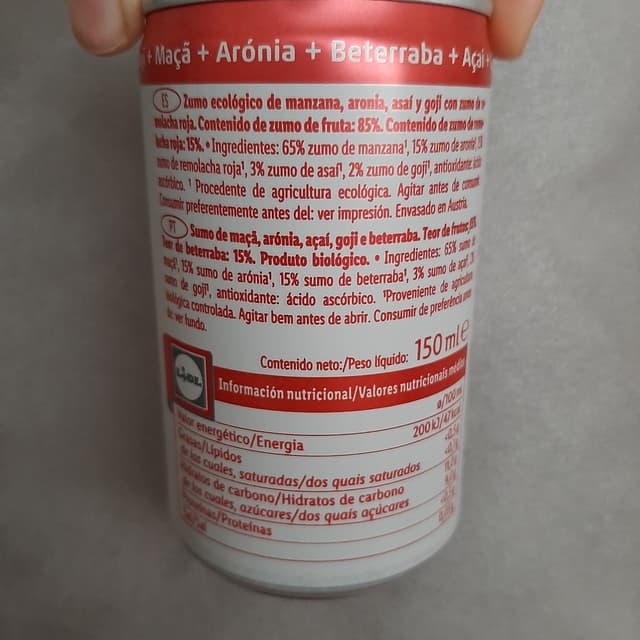 + Maçã + Arónia + Beterraba + Açaí +
ES Zumo ecológico de manzana, aronia, asaí y goji con zumo de re-
molacha roja. Contenido de zumo de fruta: 85%. Contenido de zumo de remo-
lacha roja: 15%. • Ingredientes: 65% zumo de manzana¹, 15% zumo de aronia¹, 15%
zumo de remolacha roja¹, 3% zumo de asaí¹, 2% zumo de goji¹, antioxidante: ácido
ascórbico. ¹ Procedente de agricultura ecológica. Agitar antes de consumir.
Consumir preferentemente antes del: ver impresión. Envasado en Austria.
PT Sumo de maçã, arónia, açaí, goji e beterraba. Teor de frutos: 85%.
Teor de beterraba: 15%. Produto biológico. • Ingredientes: 65% sumo de
maçã¹, 15% sumo de arónia¹, 15% sumo de beterraba¹, 3% sumo de açaí¹, 2%
sumo de goji¹, antioxidante: ácido ascórbico. ¹Proveniente de agricultura
biológica controlada. Agitar bem antes de abrir. Consumir de preferência antes
de: ver fundo.
Contenido neto:/Peso líquido: 150 ml e
LIDL
Información nutricional/Valores nutricionais médios
ø/100 ml
Valor energético/Energia 200 kJ/47 kcal
Grasas/Lípidos
de los cuales, saturadas/dos quais saturados
Hidratos de carbono/Hidratos de carbono
de los cuales, azúcares/dos quais açúcares
Proteínas/Proteínas
Sal/Sal